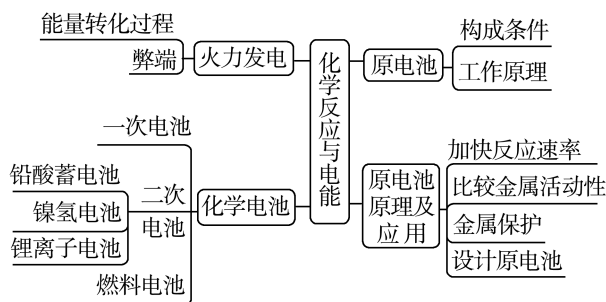 能量转化过程
弊端
火力发电
化学反应与电能
原电池
构成条件
工作原理
一次电池
铅酸蓄电池
镍氢电池
锂离子电池
二次
电池
燃料电池
化学电池
原电池
原理及
应用
加快反应速率
比较金属活动性
金属保护
设计原电池